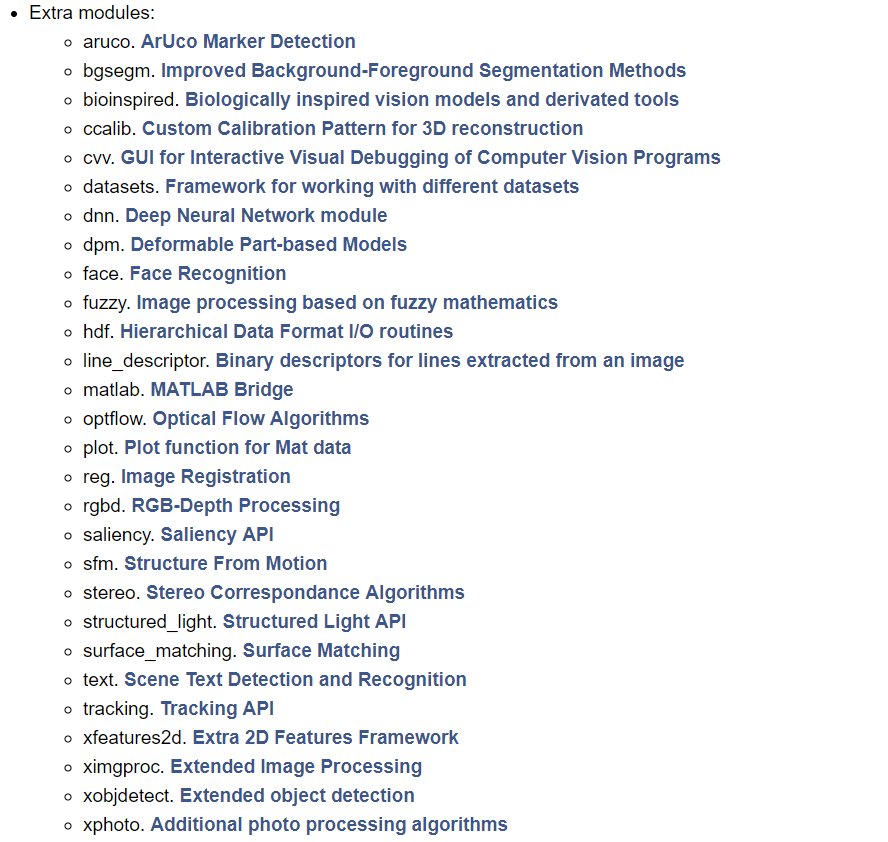 Extra modules:
aruco. ArUco Marker Detection
bgsegm. Improved Background-Foreground Segmentation Methods
bioinspired. Biologically inspired vision models and derivated tools
ccalib. Custom Calibration Pattern for 3D reconstruction
cvv. GUI for Interactive Visual Debugging of Computer Vision Programs
datasets. Framework for working with different datasets
dnn. Deep Neural Network module
dpm. Deformable Part-based Models
face. Face Recognition
fuzzy. Image processing based on fuzzy mathematics
hdf. Hierarchical Data Format I/O routines
line_descriptor. Binary descriptors for lines extracted from an image
matlab. MATLAB Bridge
optflow. Optical Flow Algorithms
plot. Plot function for Mat data
reg. Image Registration
rgbd. RGB-Depth Processing
saliency. Saliency API
sfm. Structure From Motion
stereo. Stereo Correspondance Algorithms
structured_light. Structured Light API
surface_matching. Surface Matching
text. Scene Text Detection and Recognition
tracking. Tracking API
xfeatures2d. Extra 2D Features Framework
ximgproc. Extended Image Processing
xobjdetect. Extended object detection
xphoto. Additional photo processing algorithms